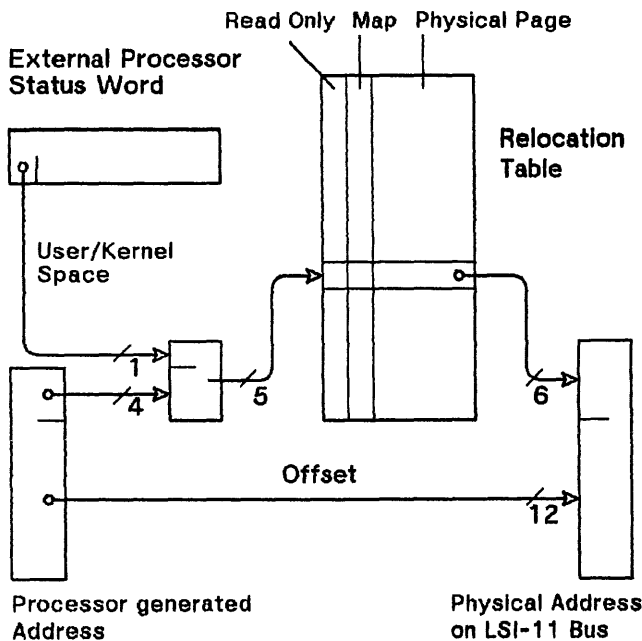 Read Only Map Physical Page
External Processor
Status Word
Relocation
Table
User/Kernel
Space
1
4
5
6
Offset
12
Processor generated
Address
Physical Address
on LSI-11 Bus